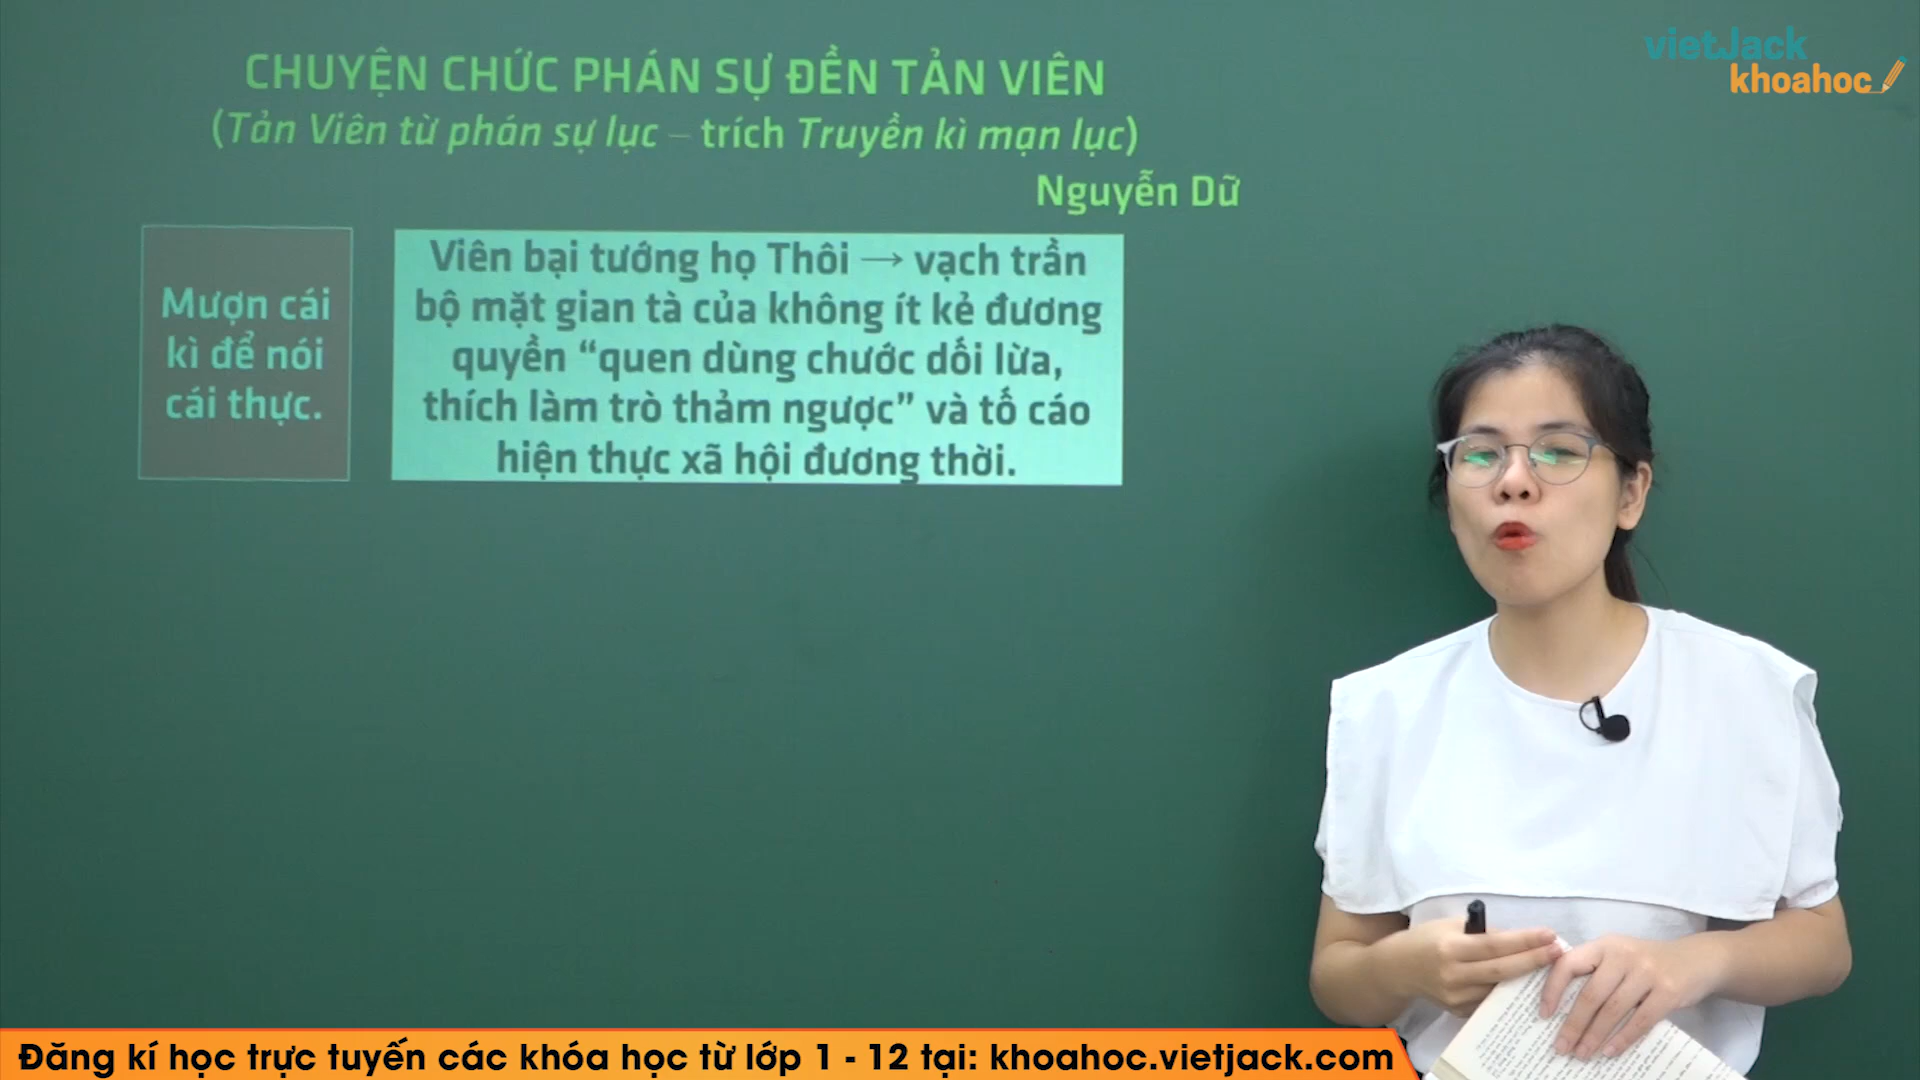 vietJack
khoahoc
CHUYỆN CHỨC PHÁN SỰ ĐỀN TẢN VIÊN
(Tản Viên từ phán sự lục – trích Truyền kì mạn lục)
Nguyễn Dữ
Mượn cái
kì để nói
cái thực.
Viên bại tướng họ Thôi → vạch trần
bộ mặt gian tà của không ít kẻ đương
quyền “quen dùng chước dối lừa,
thích làm trò thảm ngược” và tố cáo
hiện thực xã hội đương thời.
Đăng kí học trực tuyến các khóa học từ lớp 1 - 12 tại: khoahoc.vietjack.com